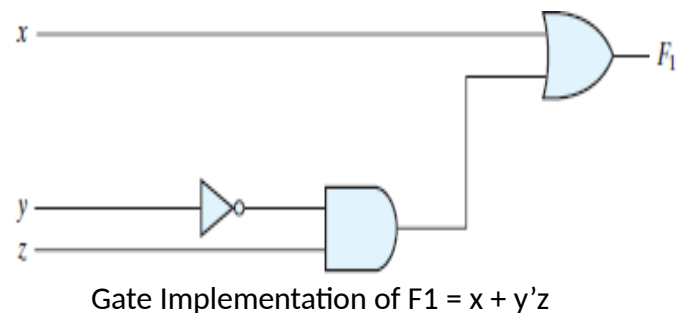 x
F₁
y
z
Gate Implementation of F1 = x + y’z